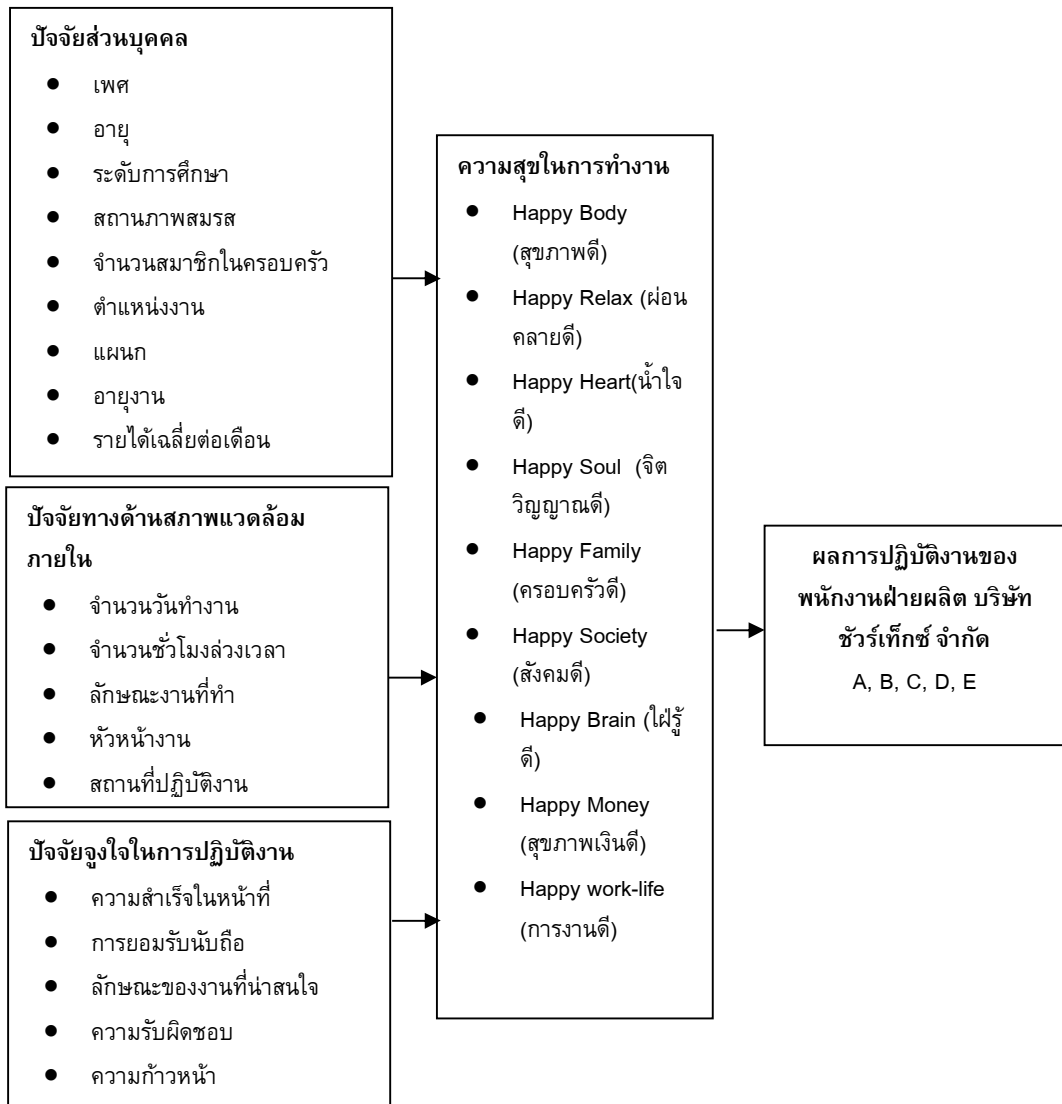 ปัจจัยส่วนบุคคล
● เพศ
● อายุ
● ระดับการศึกษา
● สถานภาพสมรส
● จำนวนสมาชิกในครอบครัว
● ตำแหน่งงาน
● แผนก
● อายุงาน
● รายได้เฉลี่ยต่อเดือน
ปัจจัยทางด้านสภาพแวดล้อม
ภายใน
● จำนวนวันทำงาน
● จำนวนชั่วโมงล่วงเวลา
● ลักษณะงานที่ทำ
● หัวหน้างาน
● สถานที่ปฏิบัติงาน
ปัจจัยจูงใจในการปฏิบัติงาน
● ความสำเร็จในหน้าที่
● การยอมรับนับถือ
● ลักษณะของงานที่น่าสนใจ
● ความรับผิดชอบ
● ความก้าวหน้า
ความสุขในการทำงาน
● Happy Body
(สุขภาพดี)
● Happy Relax (ผ่อน
คลายดี)
● Happy Heart(น้ำใจ
ดี)
● Happy Soul (จิต
วิญญาณดี)
● Happy Family
(ครอบครัวดี)
● Happy Society
(สังคมดี)
● Happy Brain (ใฝ่รู้
ดี)
● Happy Money
(สุขภาพเงินดี)
● Happy work-life
(การงานดี)
ผลการปฏิบัติงานของ
พนักงานฝ่ายผลิต บริษัท
ชัวร์เท็กซ์ จำกัด
A, B, C, D, E